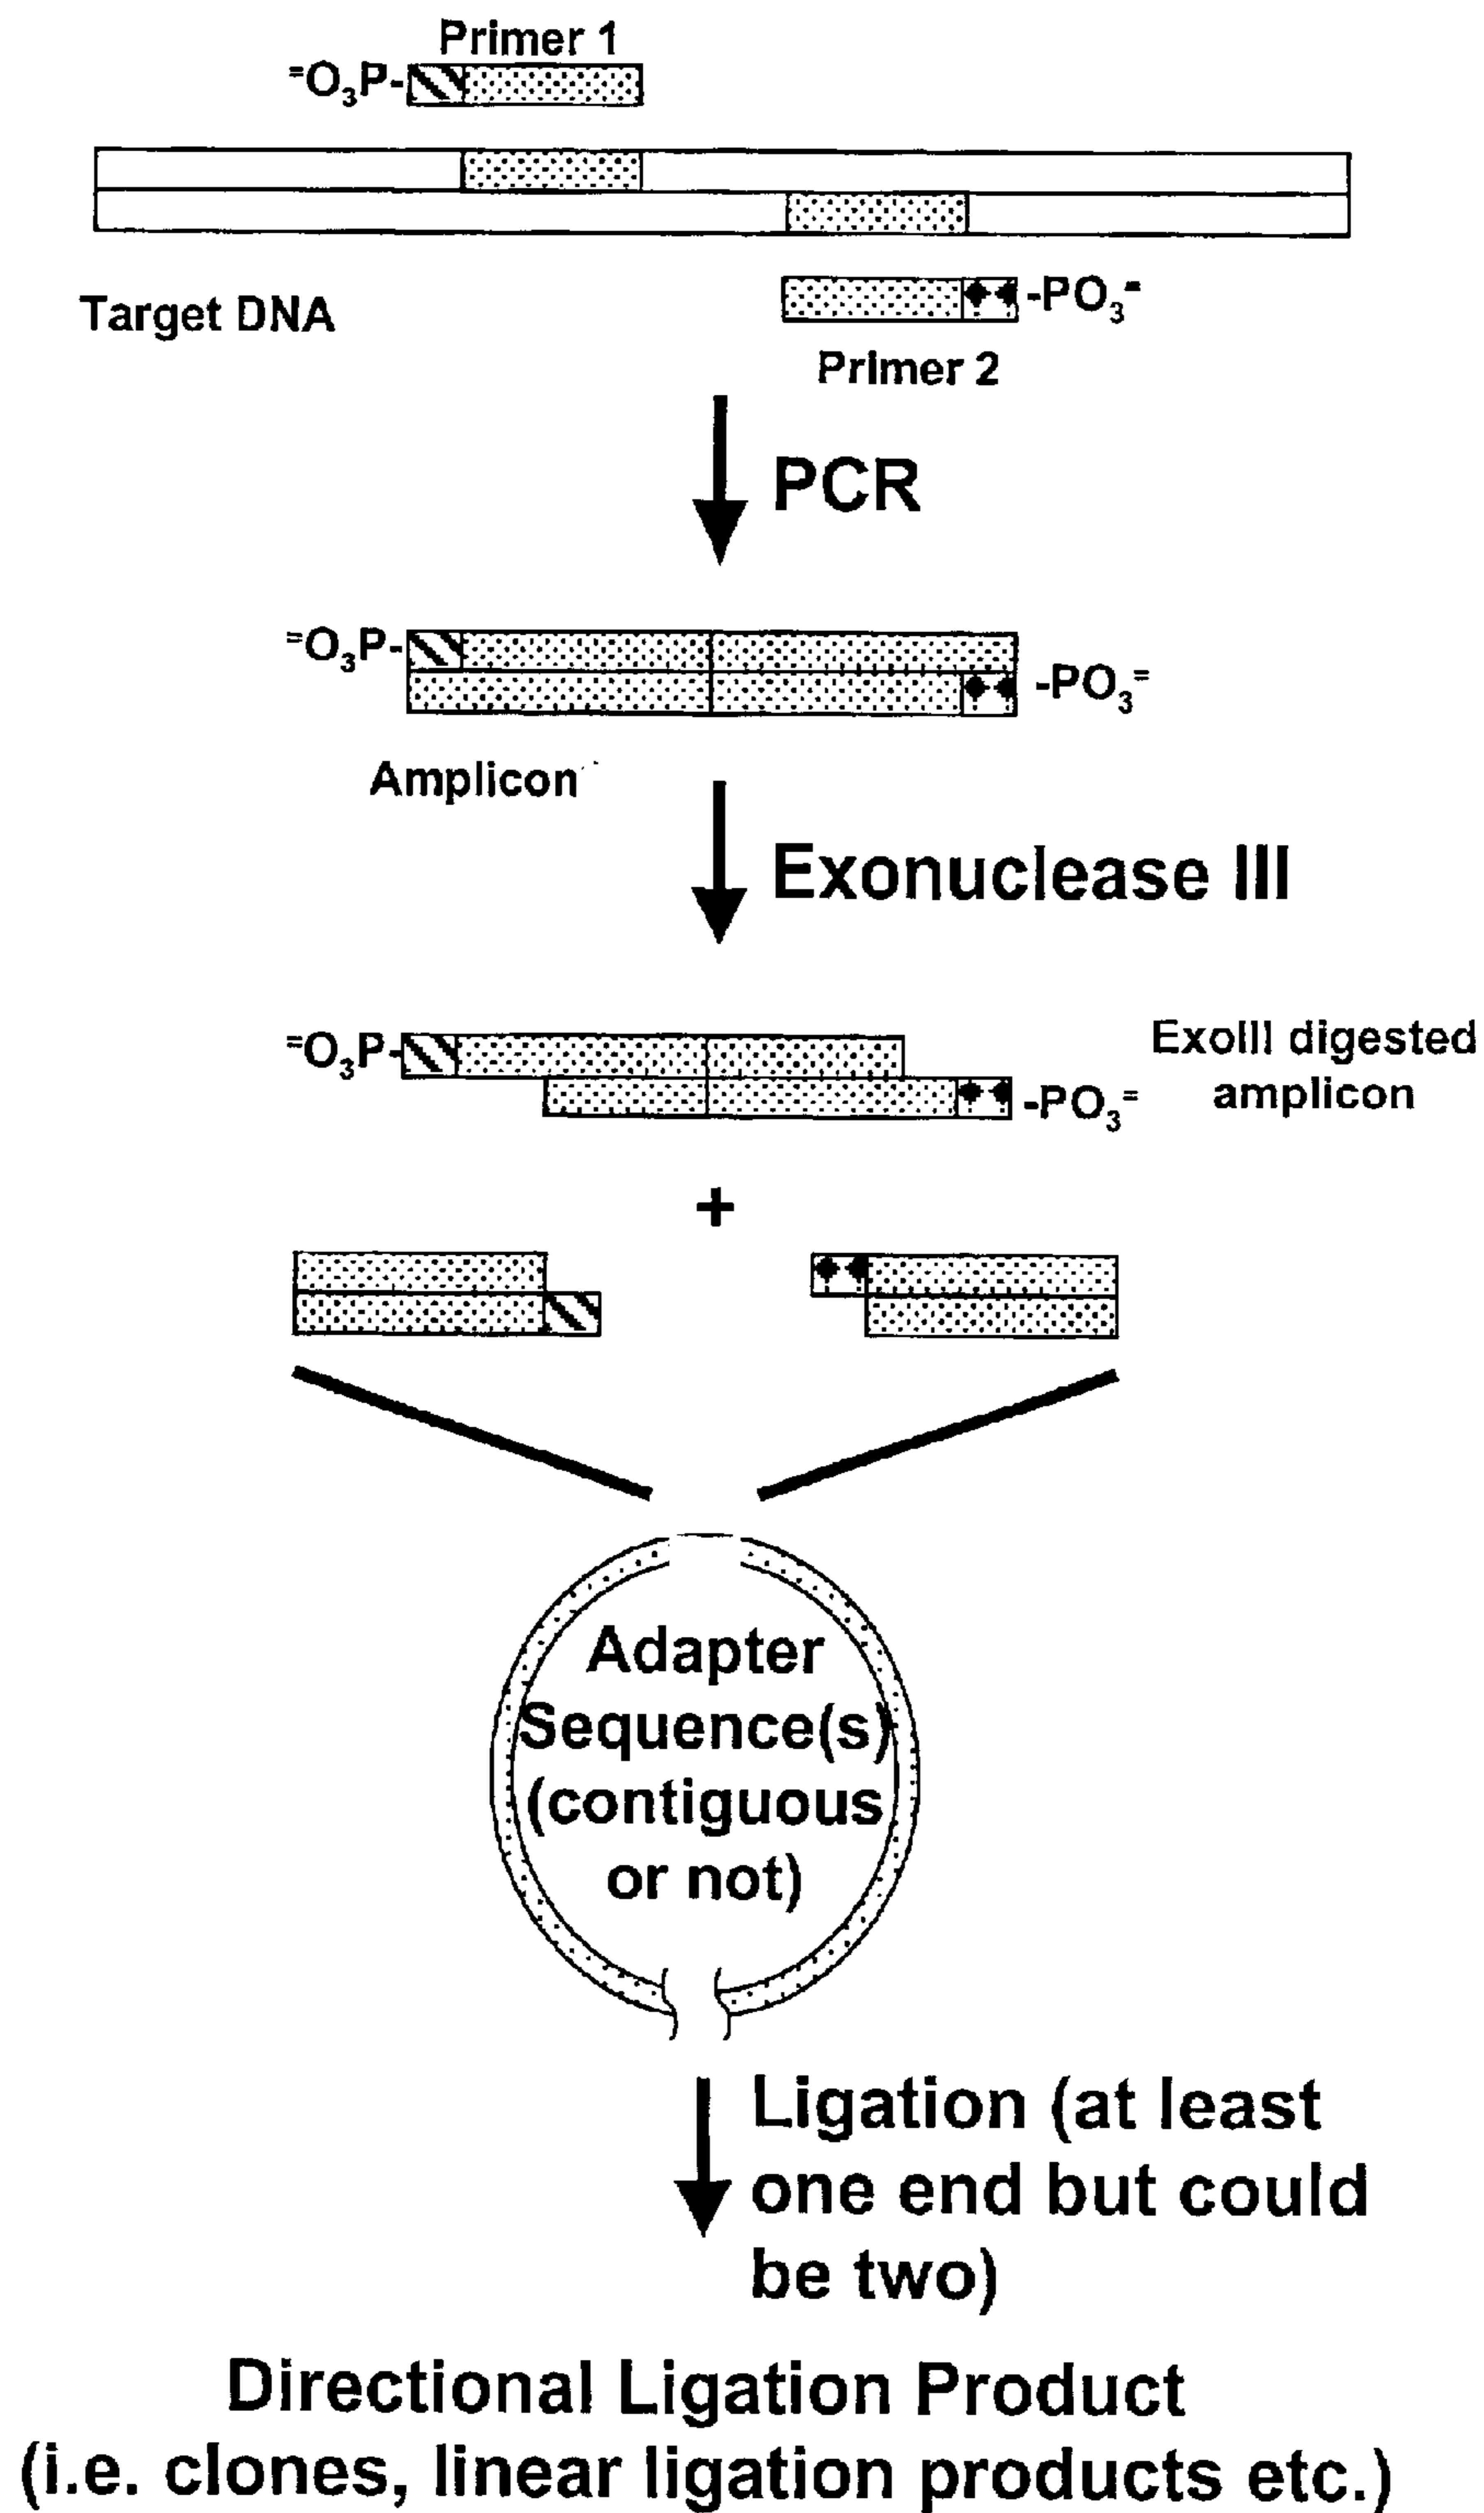 Primer 1
=O3P-
Target DNA
-PO3=
Primer 2
PCR
=O3P-
-PO3=
Amplicon
Exonuclease III
=O3P-
ExoIII digested
amplicon
-PO3=
+
Adapter
Sequence(s)
(contiguous
or not)
Ligation (at least
one end but could
be two)
Directional Ligation Product
(i.e. clones, linear ligation products etc.)